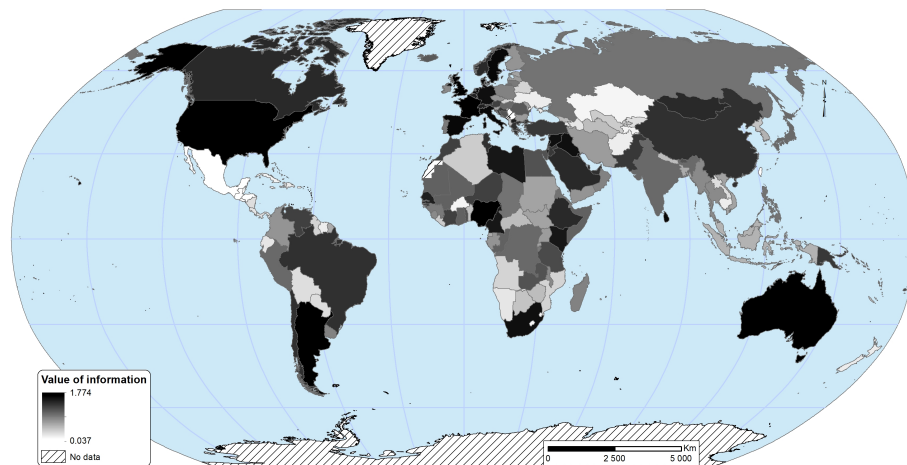 N
Value of information
1.774
0.037
No data
Km
0 2 500 5 000